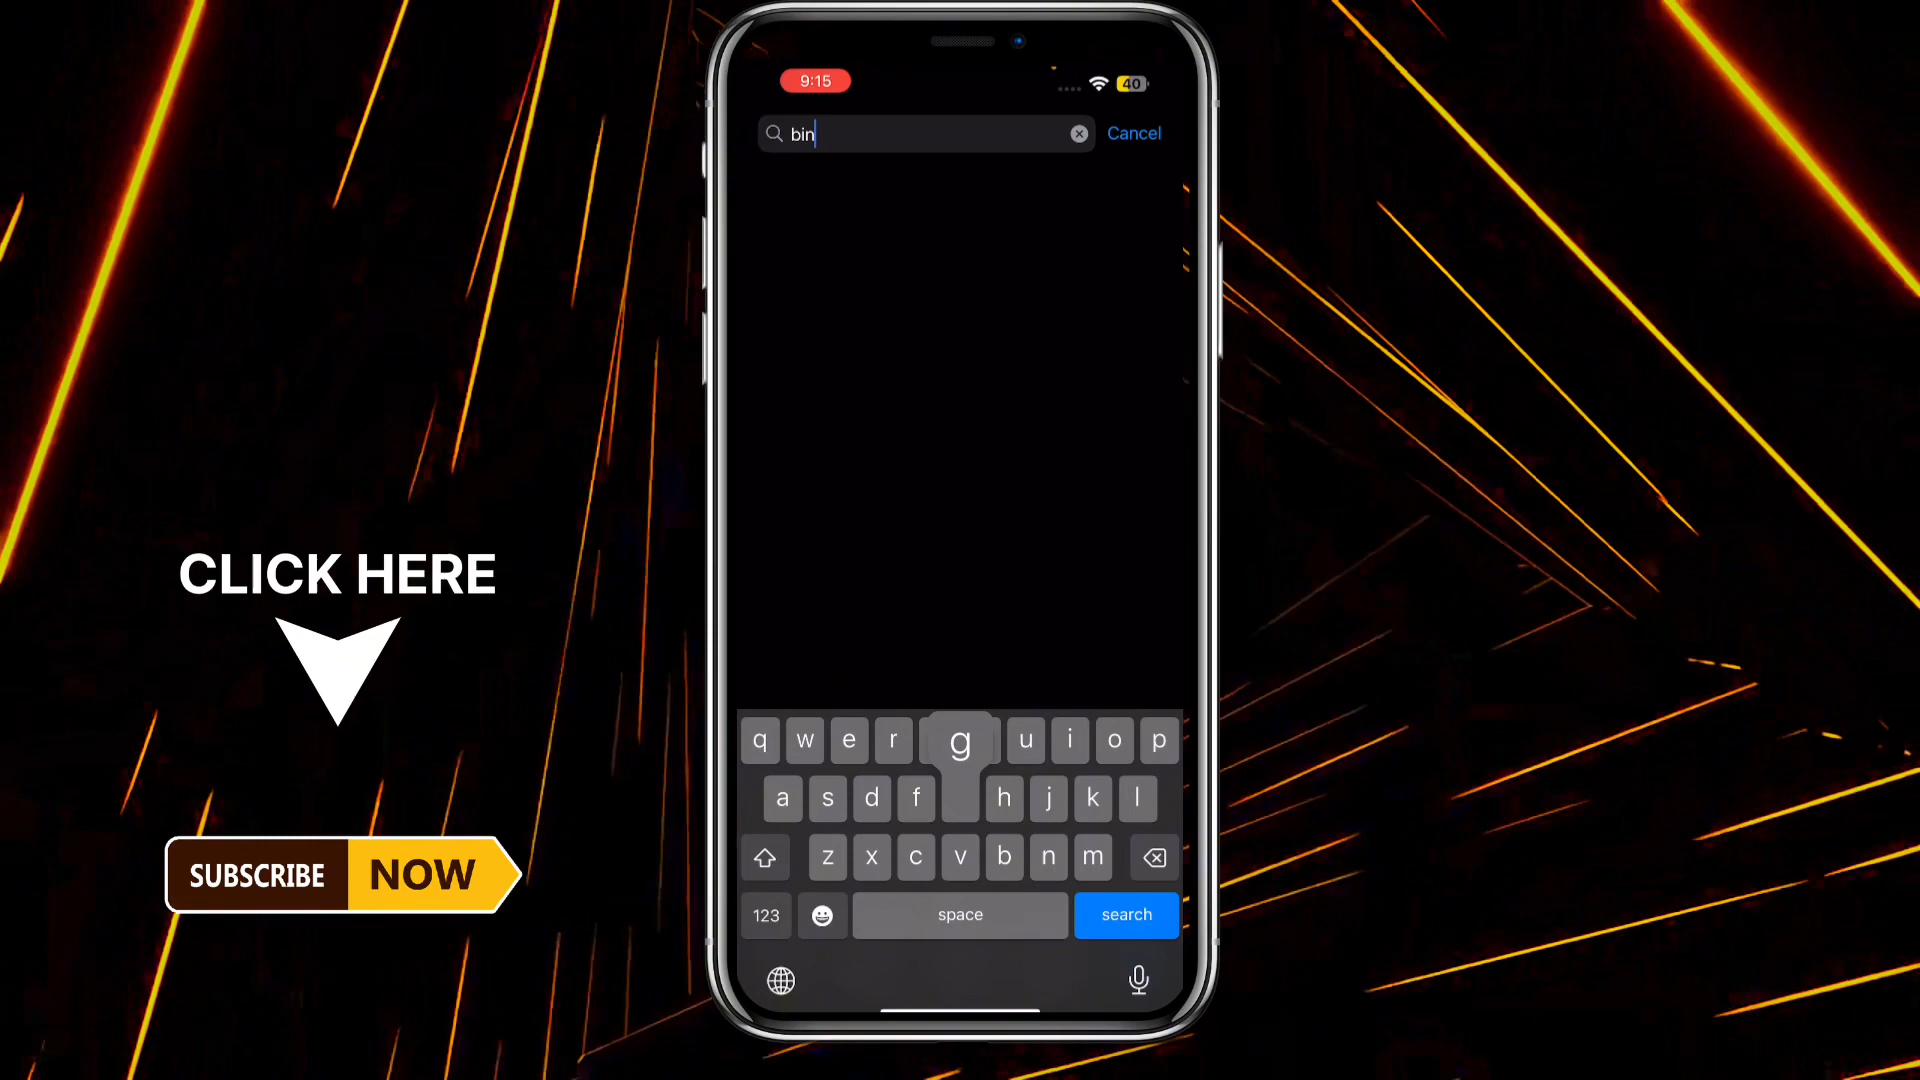 9:15
40
bin
Cancel
CLICK HERE
SUBSCRIBE NOW
q w e r g u i o p
a s d f h j k l
z x c v b n m
123 space search